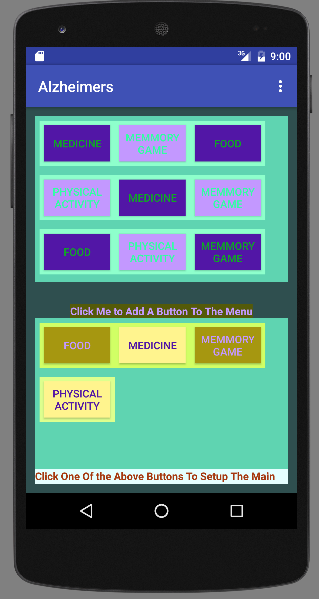 3G 9:00
Alzheimers
MEDICINE MEMMORY GAME FOOD
PHYSICAL ACTIVITY MEDICINE MEMMORY GAME
FOOD PHYSICAL ACTIVITY MEMMORY GAME
Click Me to Add A Button To The Menu
FOOD MEDICINE MEMMORY GAME
PHYSICAL ACTIVITY
Click One of the Above Buttons To Setup The Main